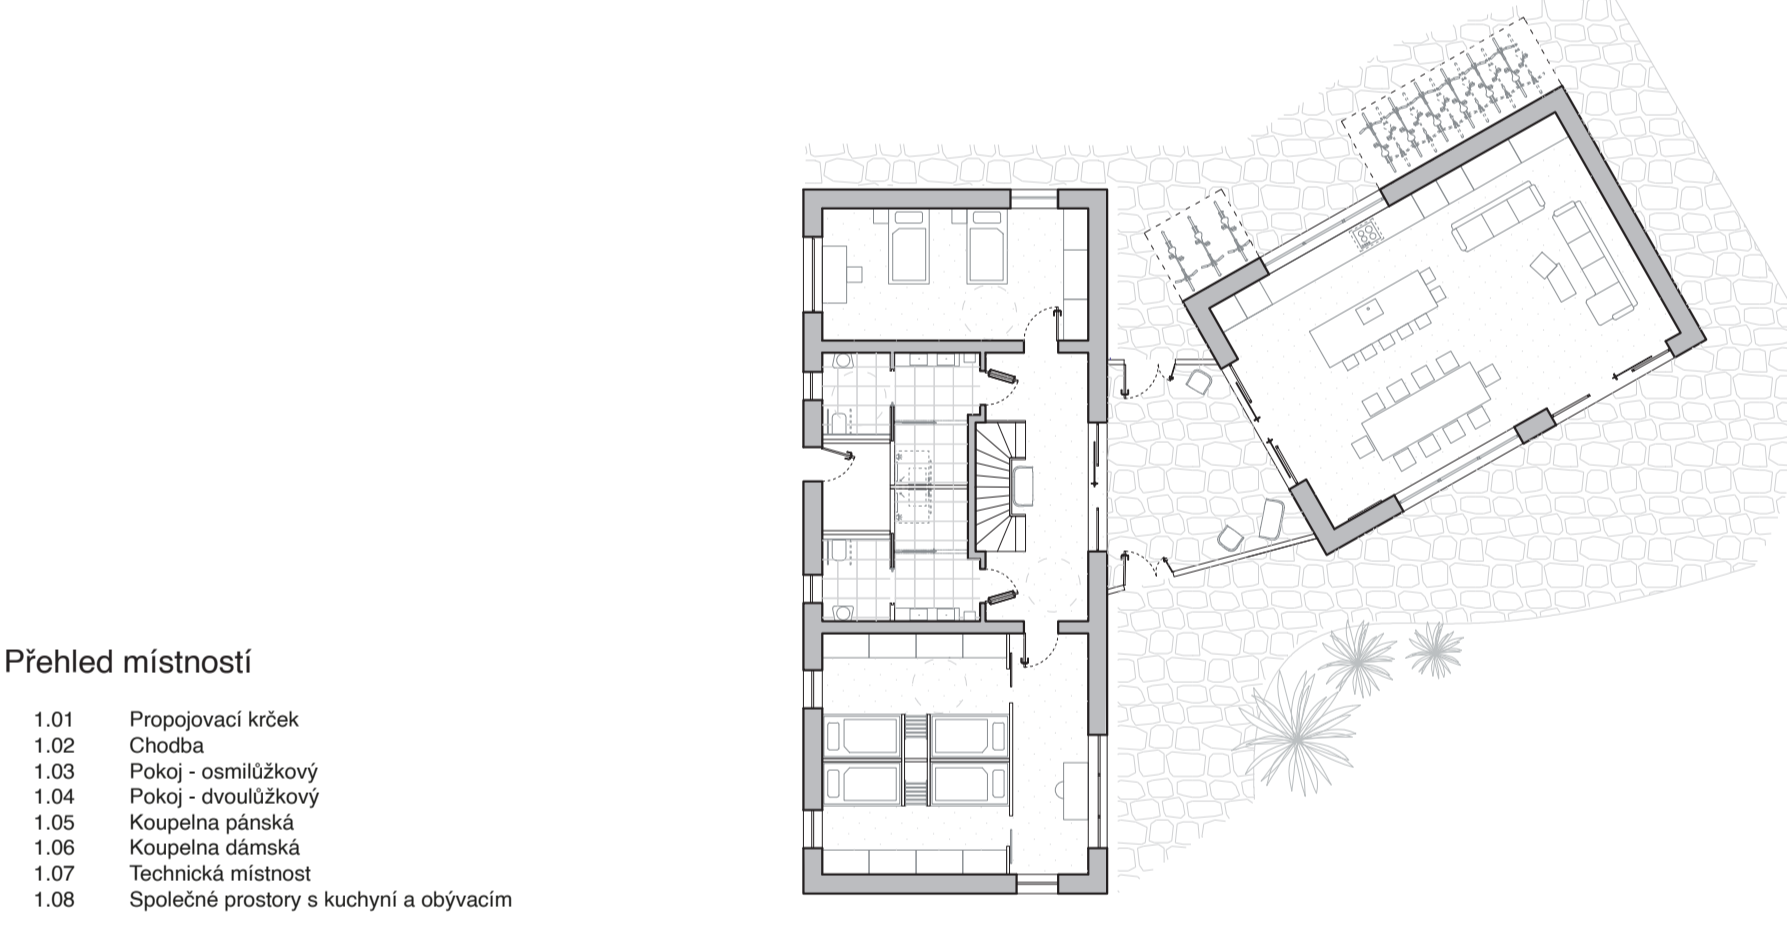 Přehled místností
1.01 Propojovací krček
1.02 Chodba
1.03 Pokoj - osmilůžkový
1.04 Pokoj - dvoulůžkový
1.05 Koupelna pánská
1.06 Koupelna dámská
1.07 Technická místnost
1.08 Společné prostory s kuchyní a obývacím